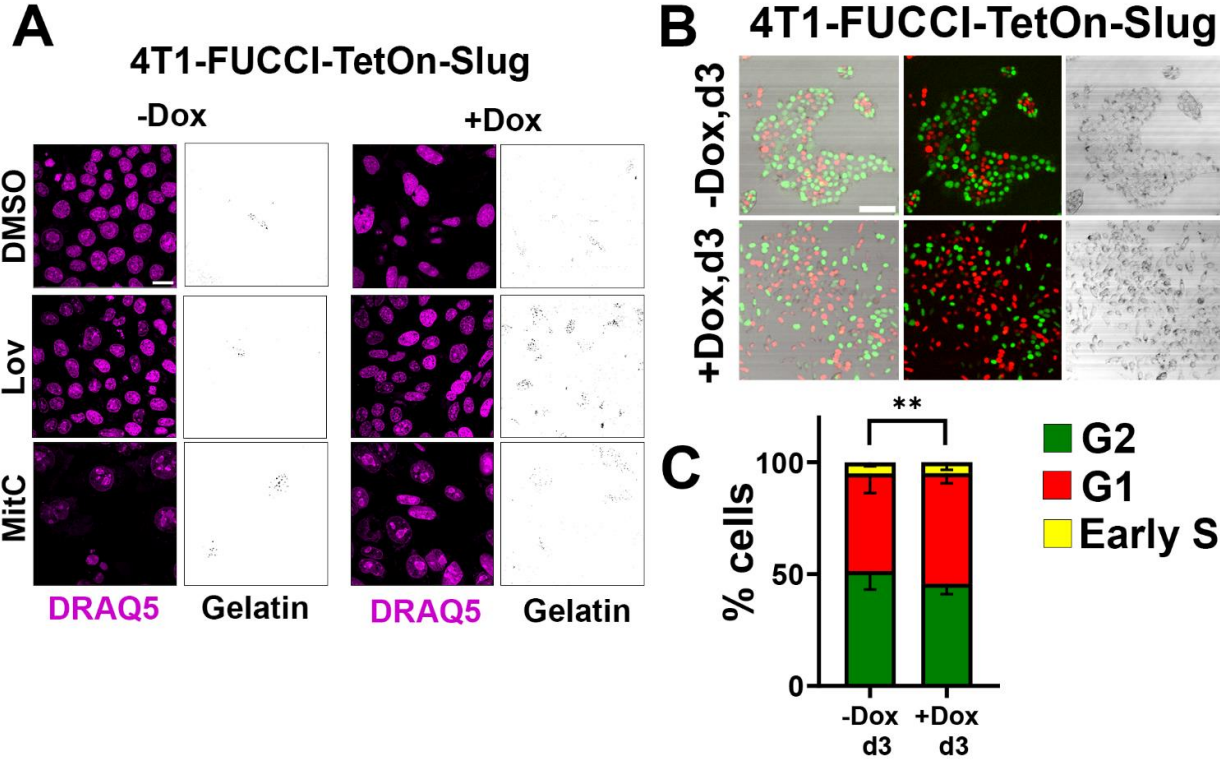 A
4T1-FUCCI-TetOn-Slug
-Dox
+Dox
DMSO
Lov
MitC
DRAQ5
Gelatin
DRAQ5
Gelatin
B
4T1-FUCCI-TetOn-Slug
-Dox,d3
+Dox,d3
C
**
% cells
100
50
0
-Dox
d3
+Dox
d3
G2
G1
Early S